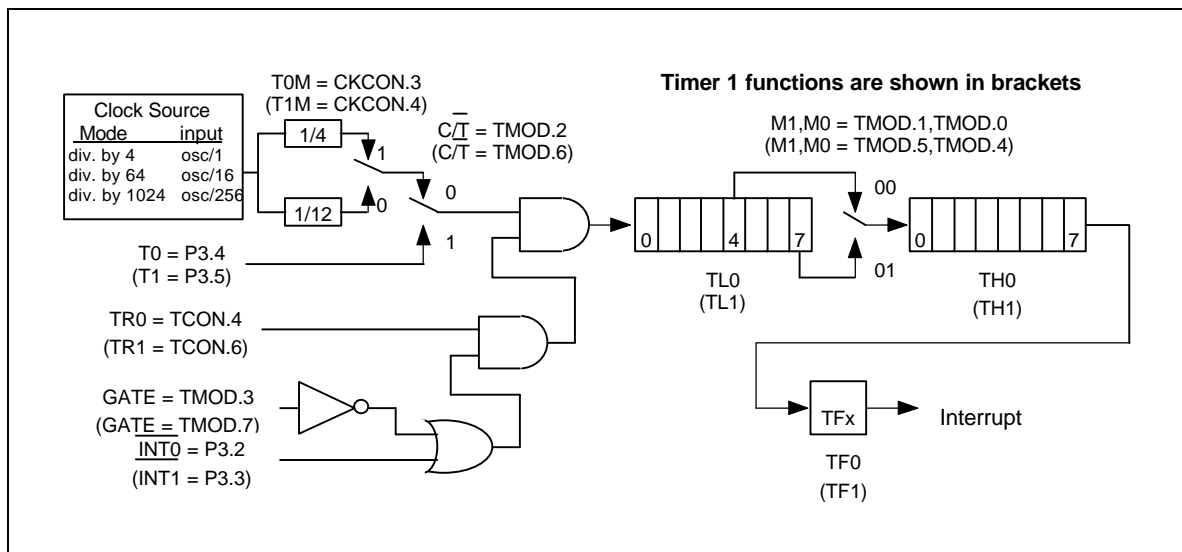 T0M = CKCON.3
(T1M = CKCON.4)
Timer 1 functions are shown in brackets
Clock Source
Mode input
div. by 4 osc/1
div. by 64 osc/16
div. by 1024 osc/256
1/4
1/12
1
0
C/T̅ = TMOD.2
(C/T̅ = TMOD.6)
0
1
M1,M0 = TMOD.1,TMOD.0
(M1,M0 = TMOD.5,TMOD.4)
00
01
0 4 7
TL0
(TL1)
0 7
TH0
(TH1)
T0 = P3.4
(T1 = P3.5)
TR0 = TCON.4
(TR1 = TCON.6)
GATE = TMOD.3
(GATE = TMOD.7)
I̅N̅T̅0̅ = P3.2
(I̅N̅T̅1̅ = P3.3)
TFx
Interrupt
TF0
(TF1)